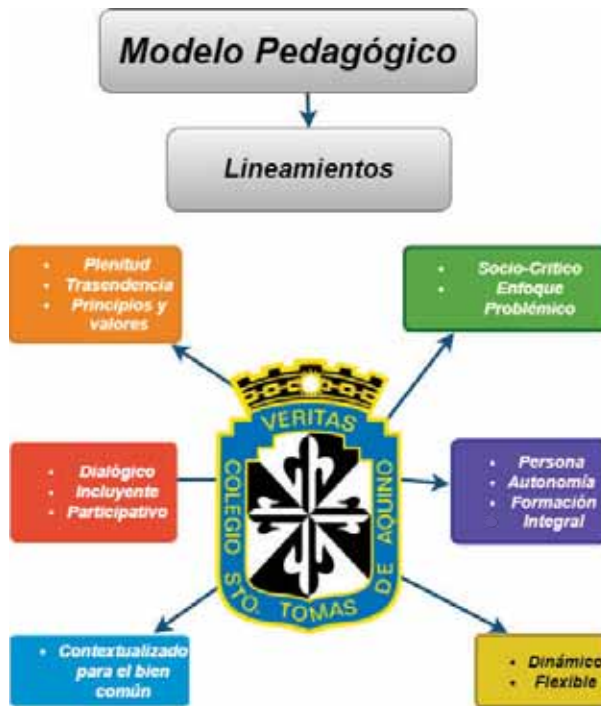 Modelo Pedagógico
Lineamientos
• Plenitud
• Trasendencia
• Principios y
valores
• Socio-Crítico
• Enfoque
Problémico
VERITAS
COLEGIO STO. TOMAS DE AQUINO
• Dialógico
• Incluyente
• Participativo
• Persona
• Autonomía
• Formación
Integral
• Contextualizado
para el bien
común
• Dinámico
• Flexible